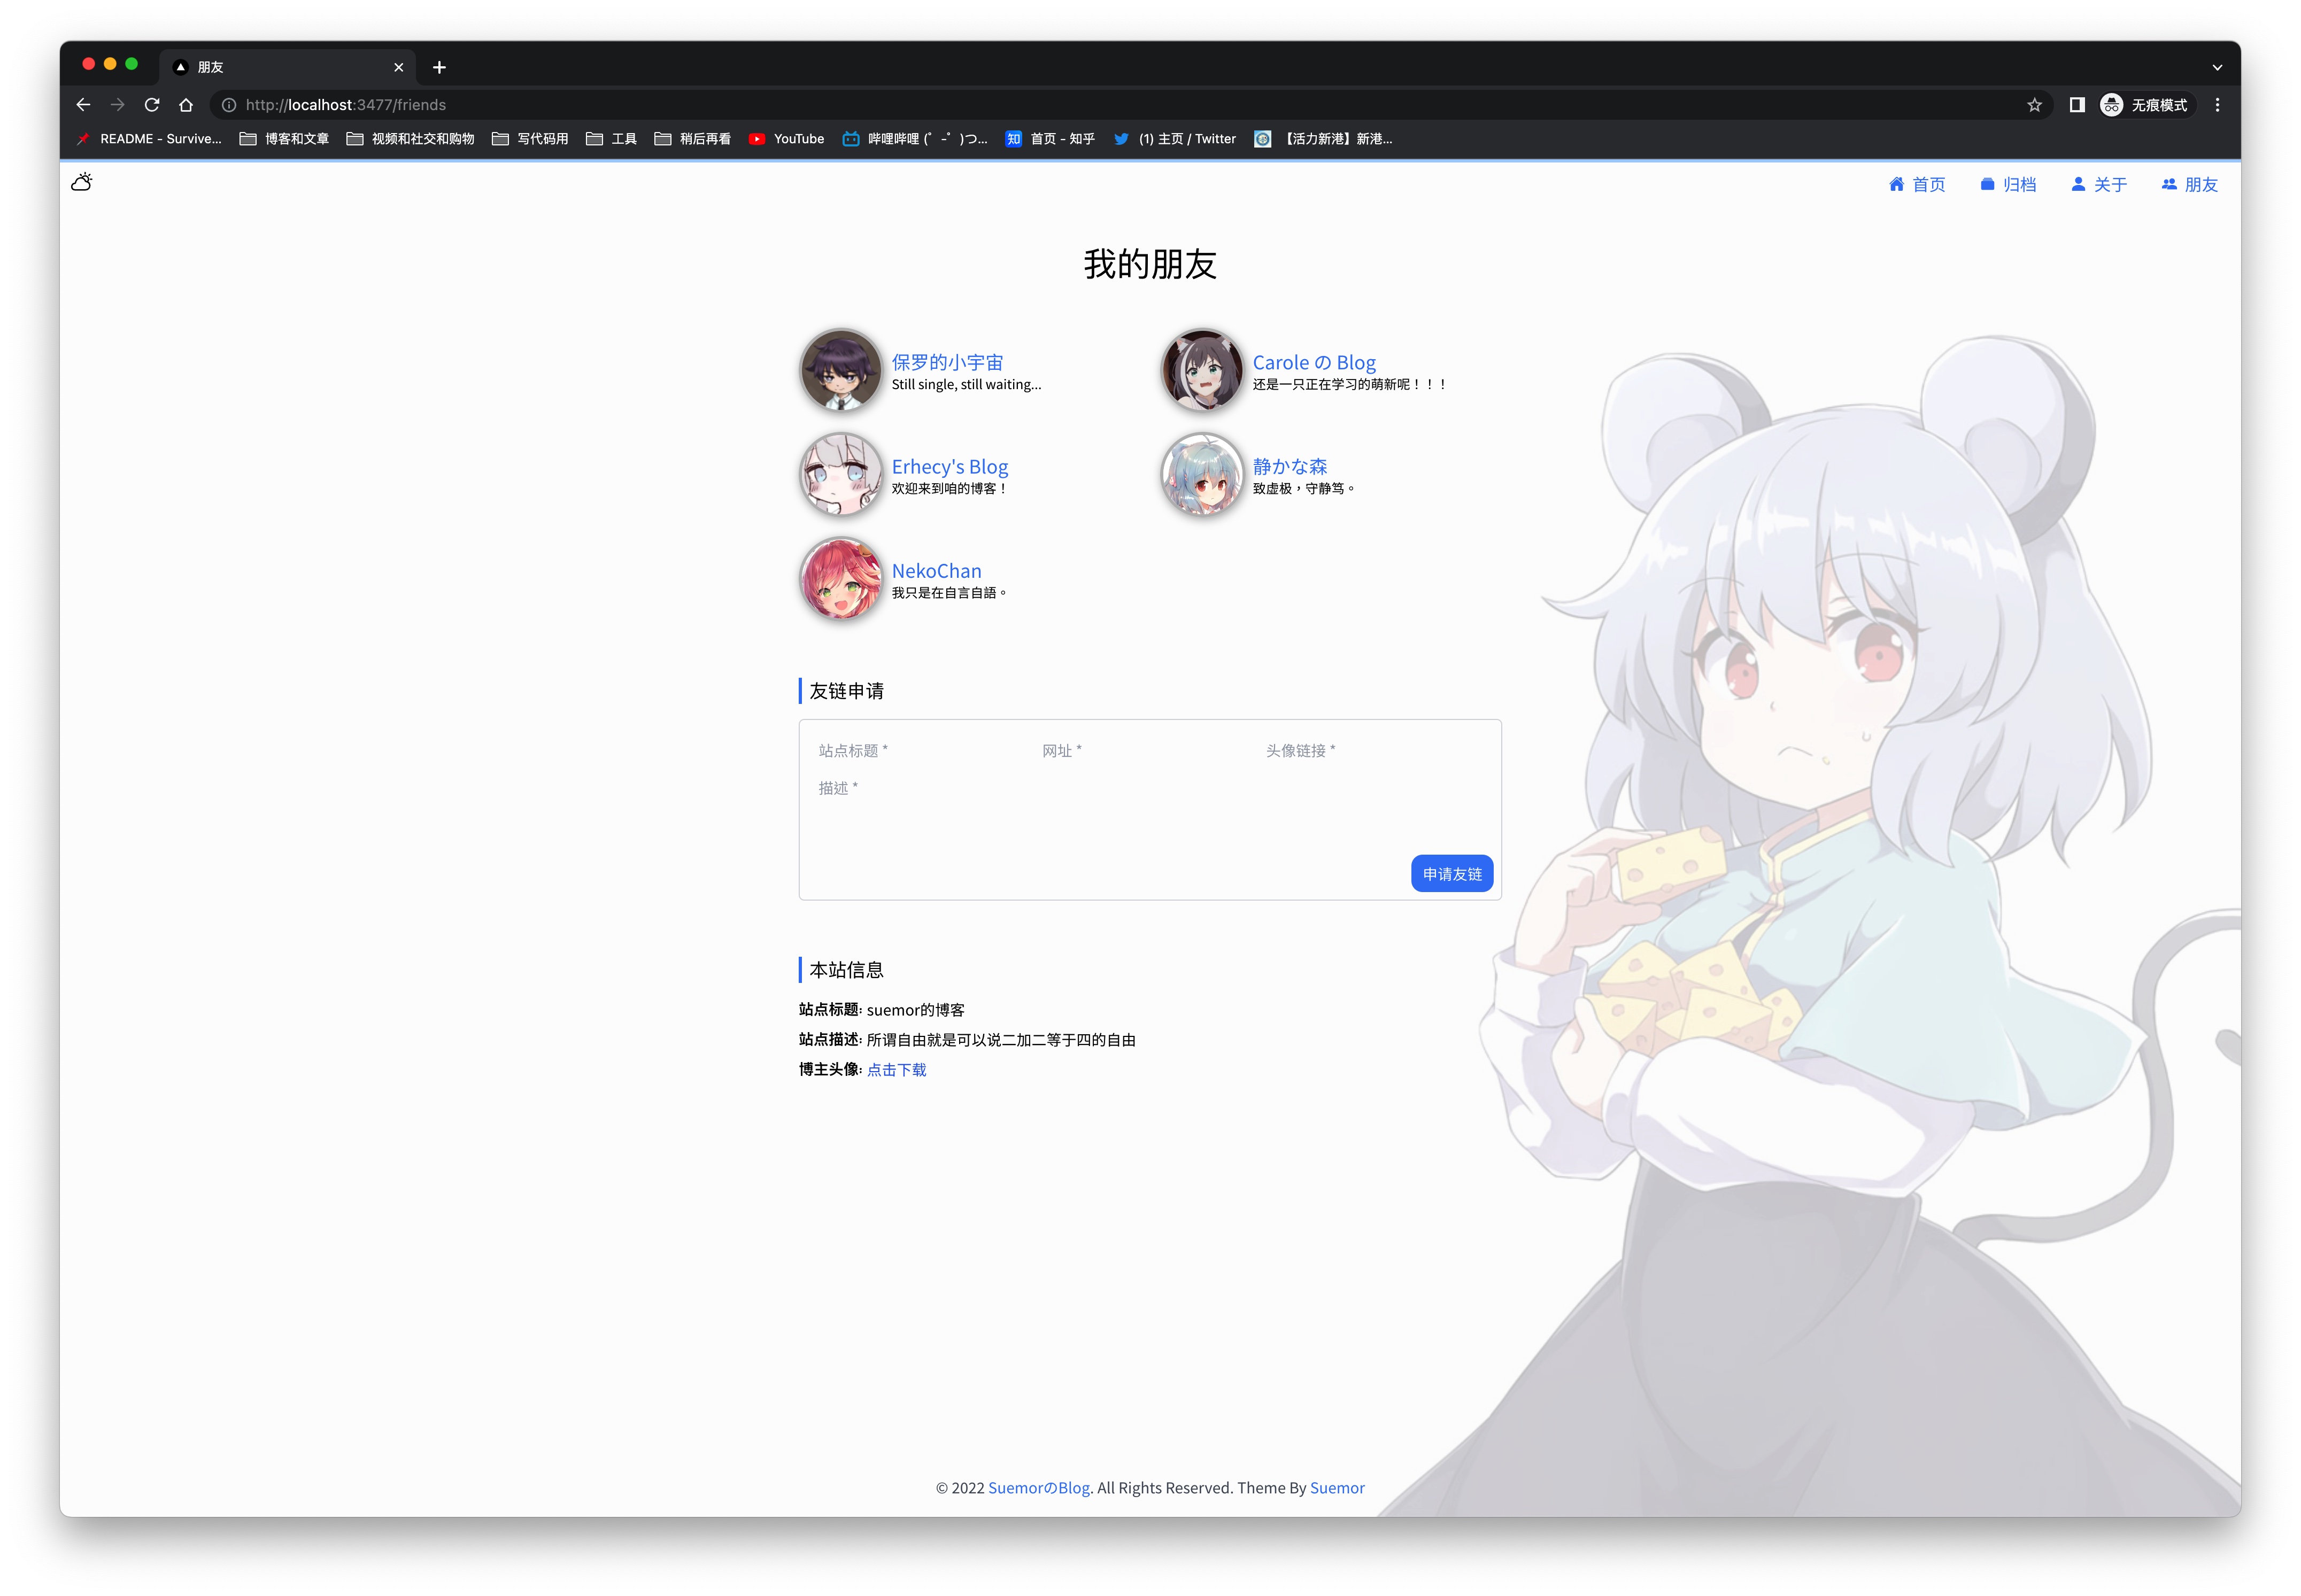 朋友
http://localhost:3477/friends
无痕模式
README - Survive...
博客和文章
视频和社交和购物
写代码用
工具
稍后再看
YouTube
哔哩哔哩 (゜-゜)つ...
知 首页 - 知乎
(1) 主页 / Twitter
【活力新港】新港...
首页
归档
关于
朋友
我的朋友
保罗的小宇宙
Still single, still waiting...
Carole の Blog
还是一只正在学习的萌新呢！！！
Erhecy's Blog
欢迎来到咱的博客！
静かな森
致虚极，守静笃。
NekoChan
我只是在自言自語。
友链申请
站点标题 *
网址 *
头像链接 *
描述 *
申请友链
本站信息
站点标题: suemor的博客
站点描述: 所谓自由就是可以说二加二等于四的自由
博主头像: 点击下载
© 2022 SuemorのBlog. All Rights Reserved. Theme By Suemor